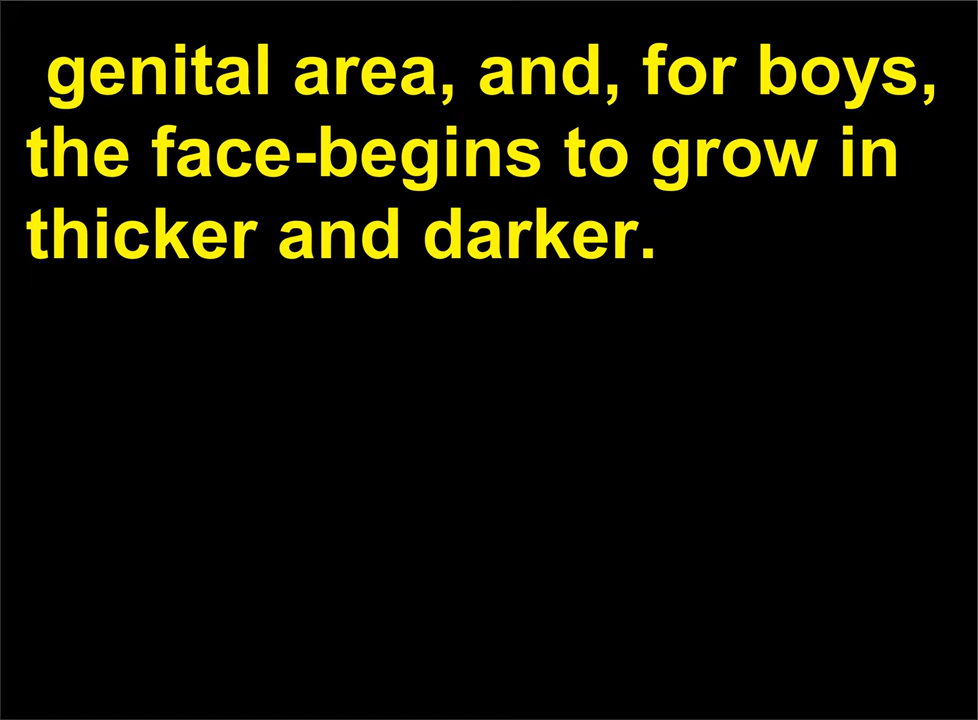 genital area, and, for boys,
the face-begins to grow in
thicker and darker.